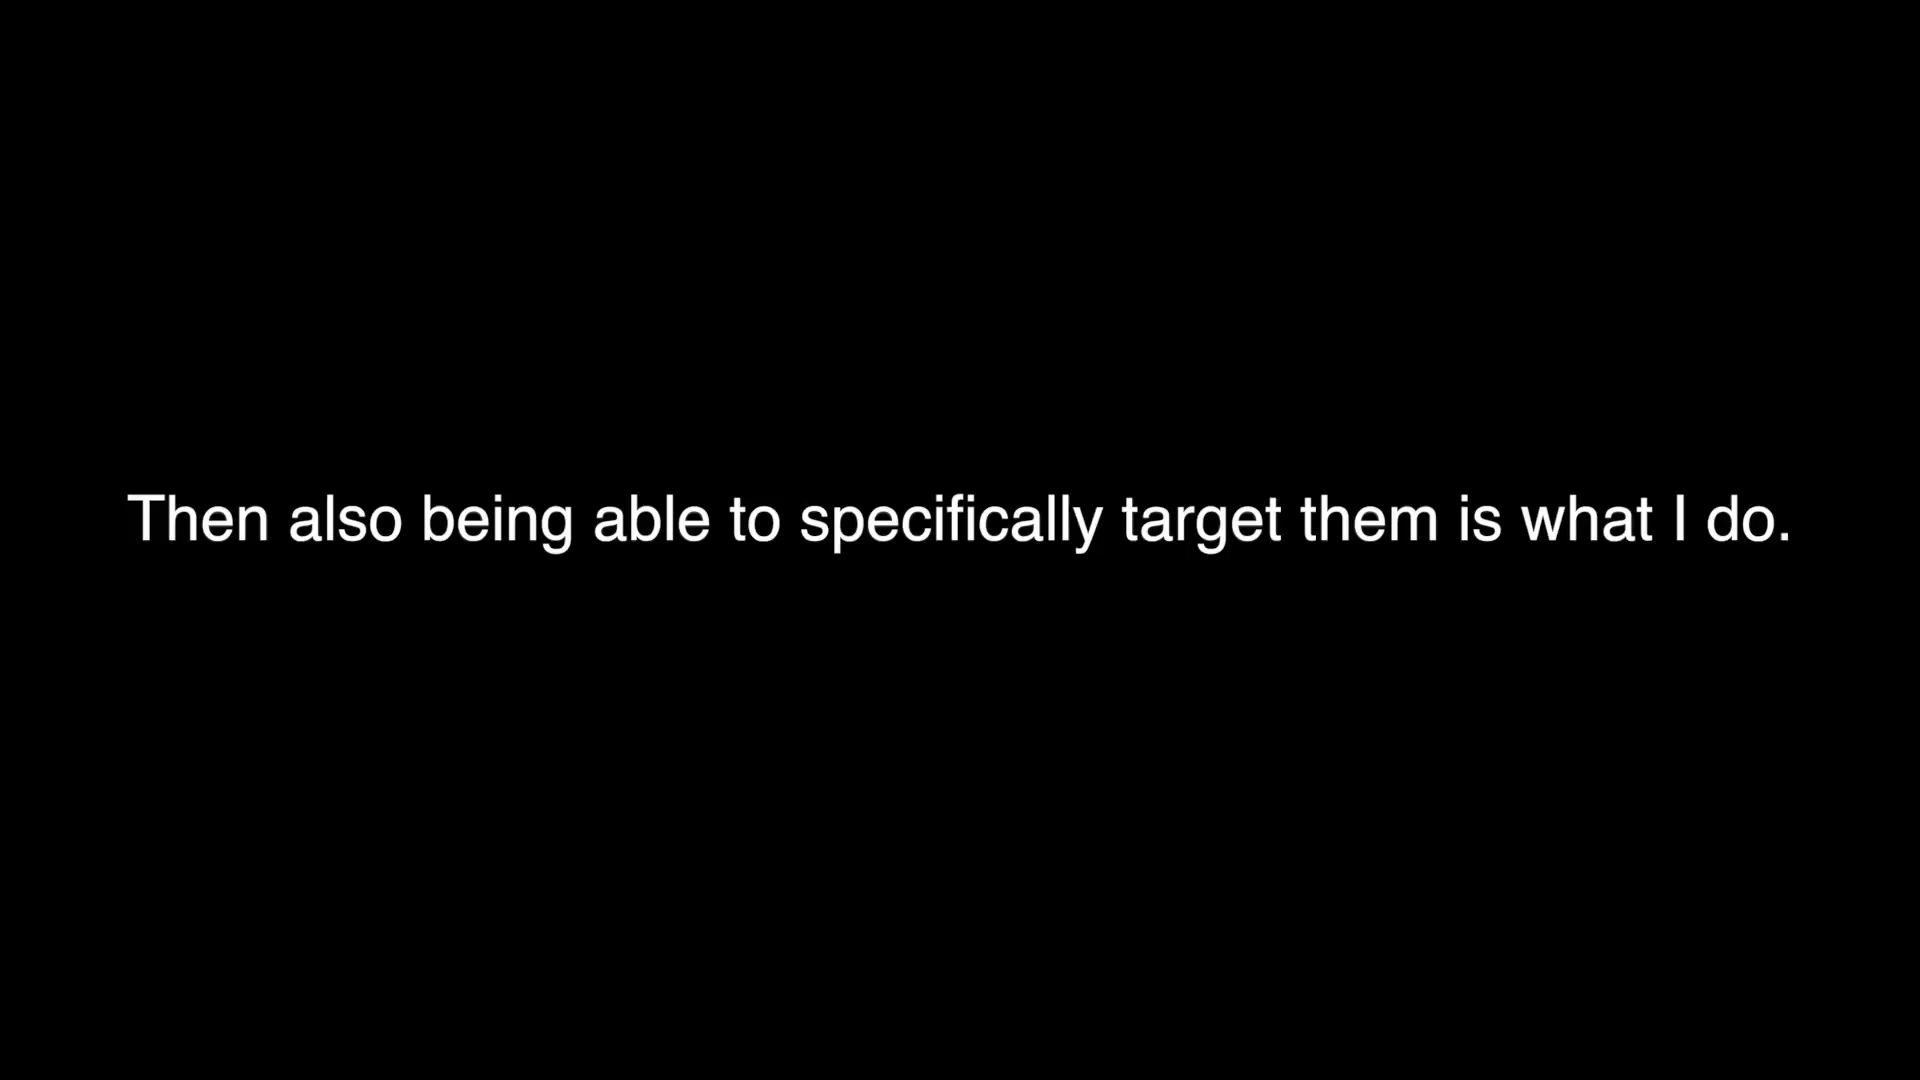 Then also being able to specifically target them is what I do.